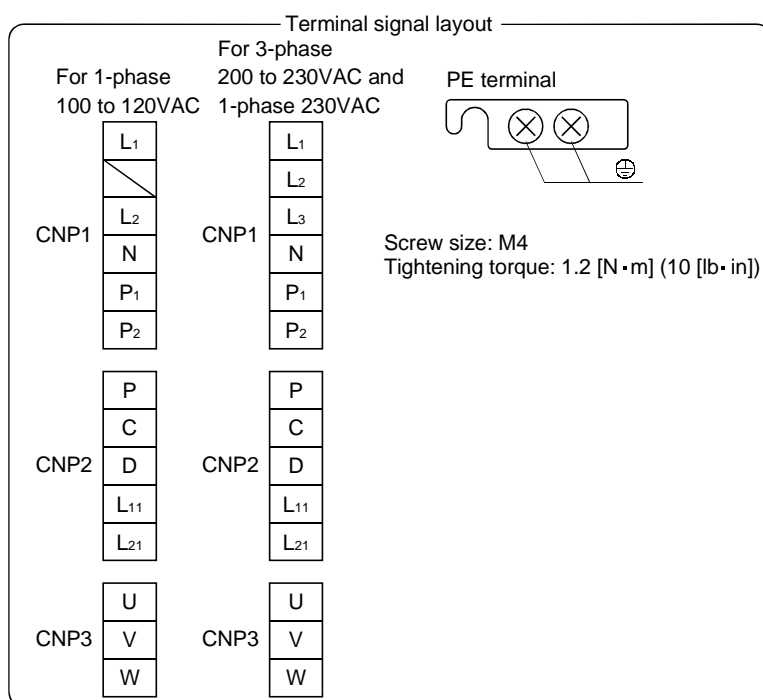 Terminal signal layout
For 1-phase
100 to 120VAC
For 3-phase
200 to 230VAC and
1-phase 230VAC
PE terminal
CNP1
L1
L2
N
P1
P2
CNP1
L1
L2
L3
N
P1
P2
Screw size: M4
Tightening torque: 1.2 [N·m] (10 [lb·in])
CNP2
P
C
D
L11
L21
CNP2
P
C
D
L11
L21
CNP3
U
V
W
CNP3
U
V
W